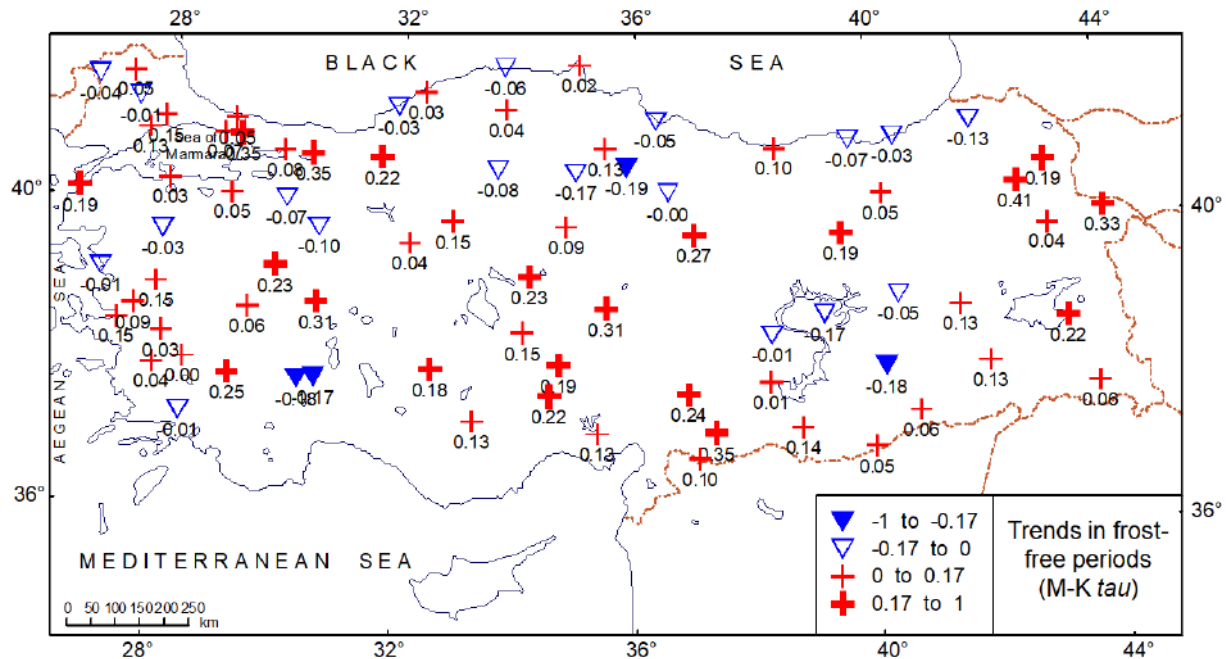 28° 32° 36° 40° 44°
BLACK SEA
-0.04 0.05 -0.06 0.02
-0.01 -0.03 0.03 0.04 -0.05 -0.13
0.15 0.13 0.05
Sea of
Marmara
0.07 0.35 0.08 0.35 0.22 0.13 0.10 -0.07 -0.03
40° 40°
0.19 0.03 0.05 -0.07 -0.08 -0.17 -0.19 -0.00 0.05 0.41 0.19
-0.03 -0.10 0.15 0.04 0.09 0.27 0.19 0.04 0.33
AEGEAN SEA
-0.01 0.15 0.23 0.23
0.09 0.15 0.06 0.31 0.31 -0.17 -0.05 0.13 0.22
0.03 0.15 -0.01
0.04 0.00 0.25 -0.17 0.18 0.19 0.01 -0.18 0.13 0.06
-0.01 0.13 0.22 0.13 0.24 0.35 0.10 0.14 0.05 0.06
36° 36°
-1 to -0.17
-0.17 to 0
0 to 0.17
0.17 to 1
Trends in frost-
free periods
(M-K tau)
MEDITERRANEAN SEA
0 50 100 150 200 250
km
28° 32° 36° 40° 44°